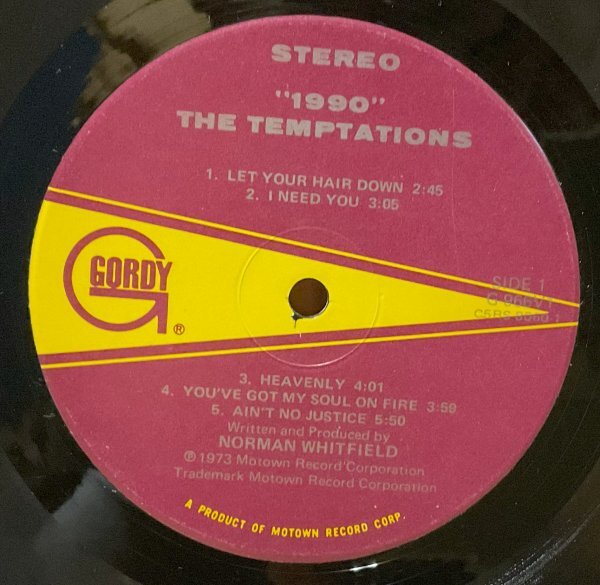 STEREO
"1990"
THE TEMPTATIONS
1. LET YOUR HAIR DOWN 2:45
2. I NEED YOU 3:05
GORDY
®
SIDE 1
G 966V1
3. HEAVENLY 4:01
4. YOU'VE GOT MY SOUL ON FIRE 3:59
5. AIN'T NO JUSTICE 5:50
Written and Produced by
NORMAN WHITFIELD
℗ 1973 Motown Record Corporation
Trademark Motown Record Corporation
A PRODUCT OF MOTOWN RECORD CORP.